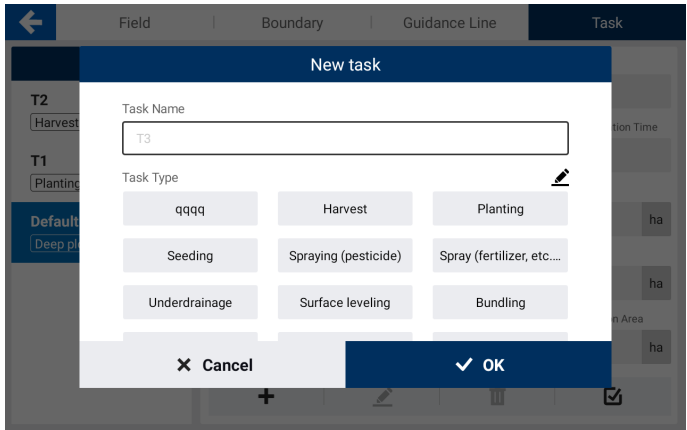 Field
Boundary
Guidance Line
Task
New task
T2
Harvest
T1
Planting
Default
Deep plo
Task Name
T3
Task Type
qqqq
Harvest
Planting
Seeding
Spraying (pesticide)
Spray (fertilizer, etc....
Underdrainage
Surface leveling
Bundling
tion Time
ha
ha
n Area
ha
Cancel
OK